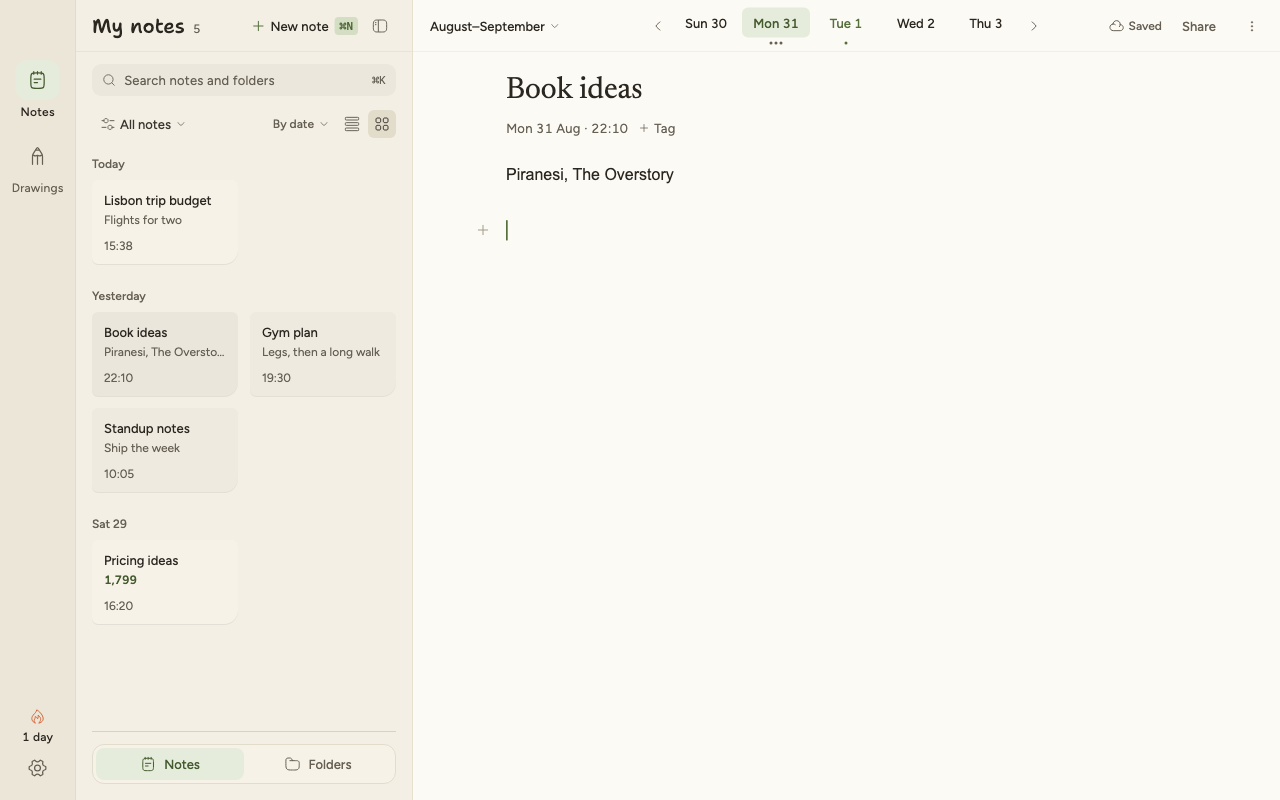 My notes 5
New note ⌘N
Notes
Drawings
1 day
Search notes and folders ⌘K
All notes
By date
Today
Lisbon trip budget
Flights for two
15:38
Yesterday
Book ideas
Piranesi, The Oversto...
22:10
Gym plan
Legs, then a long walk
19:30
Standup notes
Ship the week
10:05
Sat 29
Pricing ideas
1,799
16:20
Notes
Folders
August–September
Sun 30
Mon 31
Tue 1
Wed 2
Thu 3
Saved
Share
Book ideas
Mon 31 Aug · 22:10 + Tag
Piranesi, The Overstory